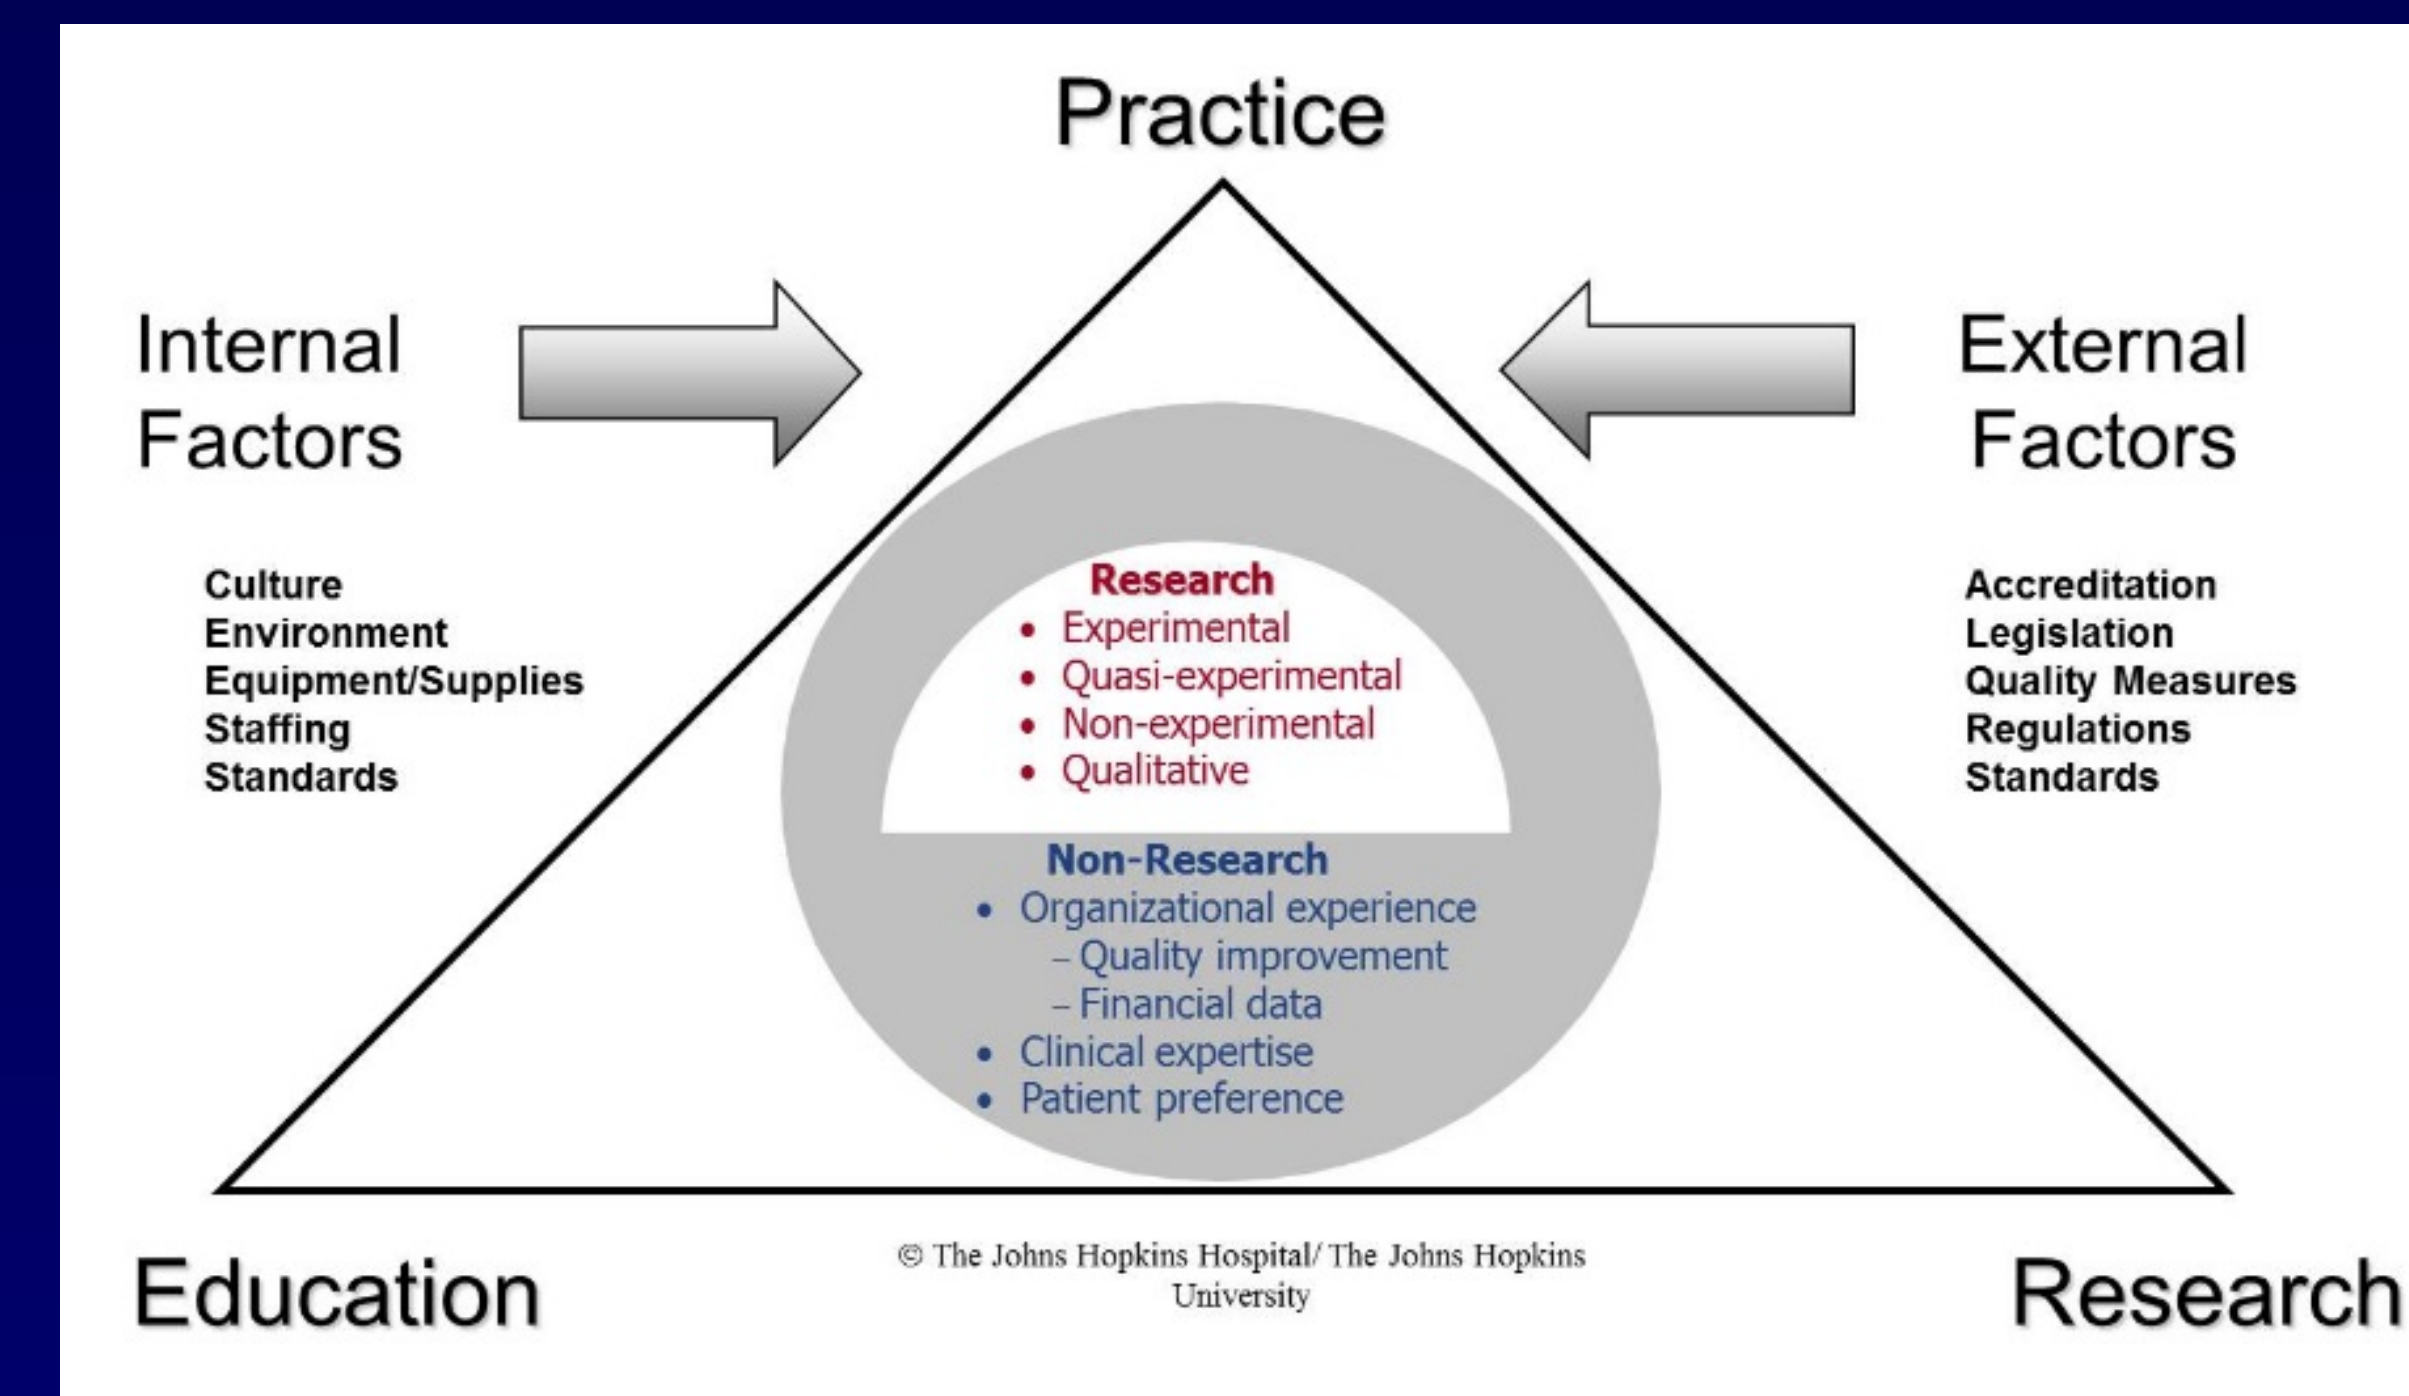 Practice
Internal
Factors
External
Factors
Culture
Environment
Equipment/Supplies
Staffing
Standards
Research
• Experimental
• Quasi-experimental
• Non-experimental
• Qualitative
Non-Research
• Organizational experience
– Quality improvement
– Financial data
• Clinical expertise
• Patient preference
Accreditation
Legislation
Quality Measures
Regulations
Standards
Education
© The Johns Hopkins Hospital/ The Johns Hopkins
University
Research